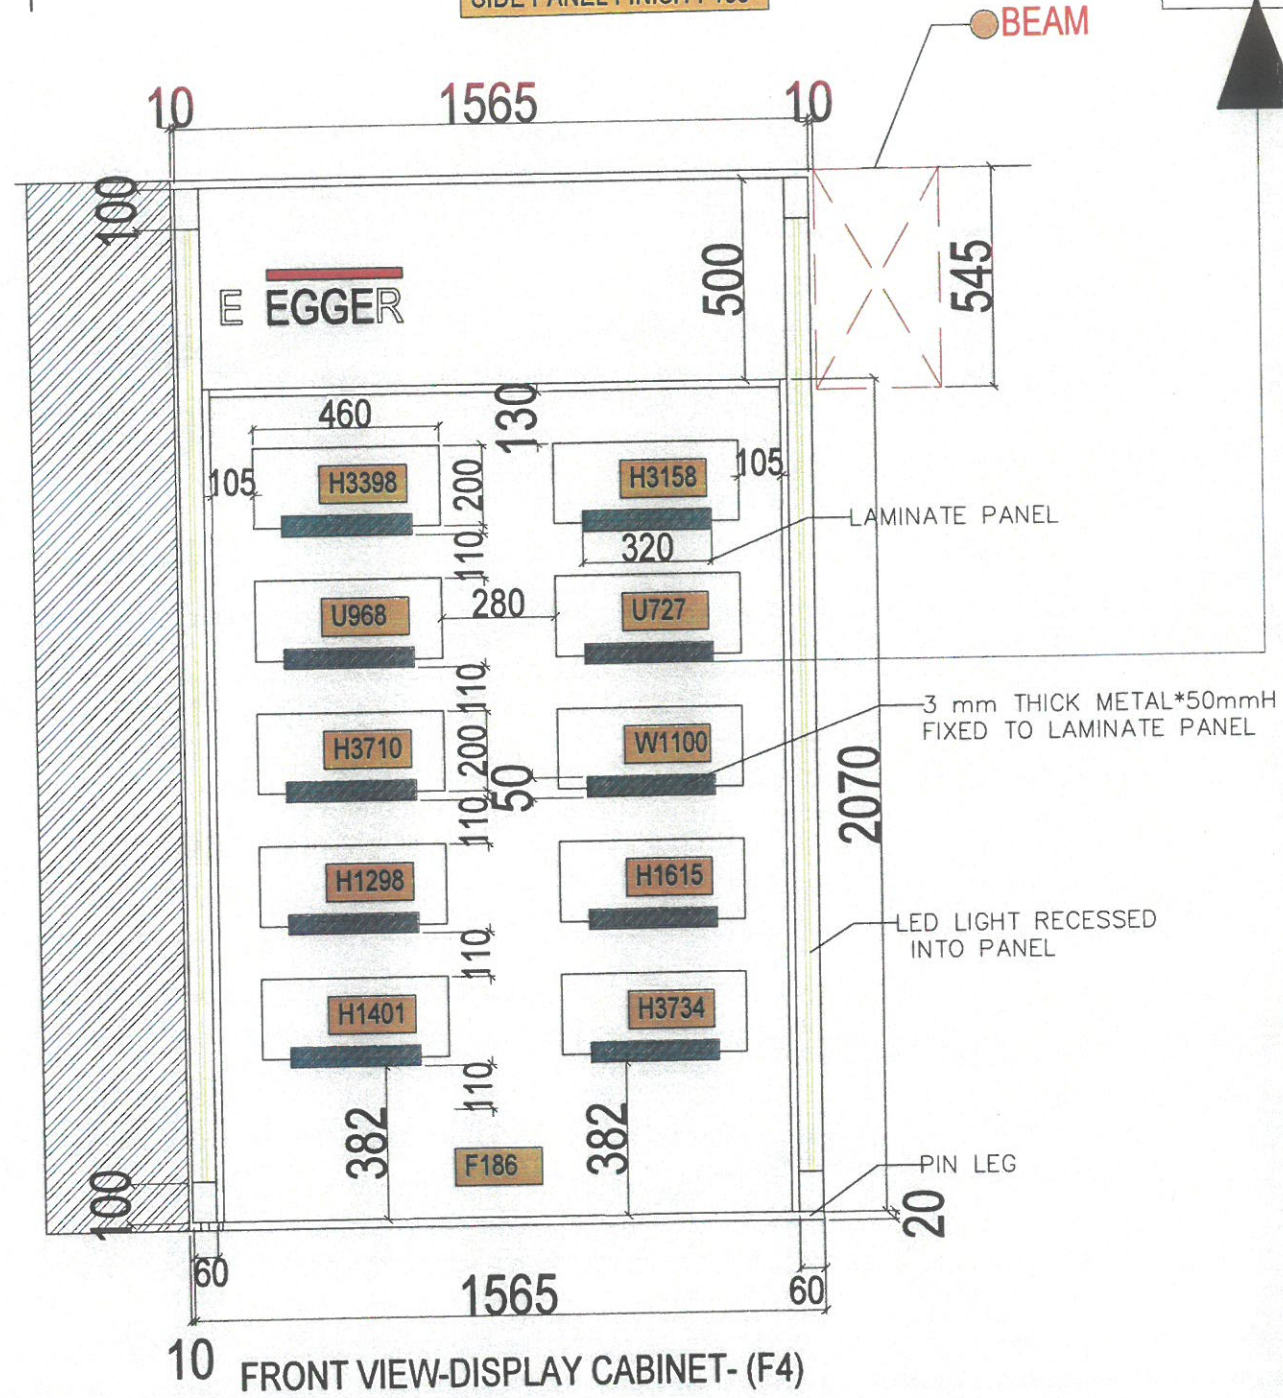 BEAM
10 1565 10
100
500
545
E EGGER
130
460
105
H3398
200
H3158
105
LAMINATE PANEL
110
320
U968
280
U727
110
3 mm THICK METAL*50mmH
FIXED TO LAMINATE PANEL
H3710
200
50
W1100
2070
110
H1298
H1615
LED LIGHT RECESSED
INTO PANEL
110
H1401
H3734
110
382
382
F186
PIN LEG
100
20
60
60
1565
10
FRONT VIEW-DISPLAY CABINET- (F4)